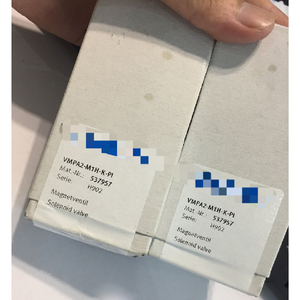 VMPA2-M1H-K-PI
Mat.-Nr.: 537957
Serie: H902
Magnetventil
Solenoid valve
VMPA2-M1H-K-PI
Mat.-Nr.: 537957
Serie: H902
Magnetventil
Solenoid valve